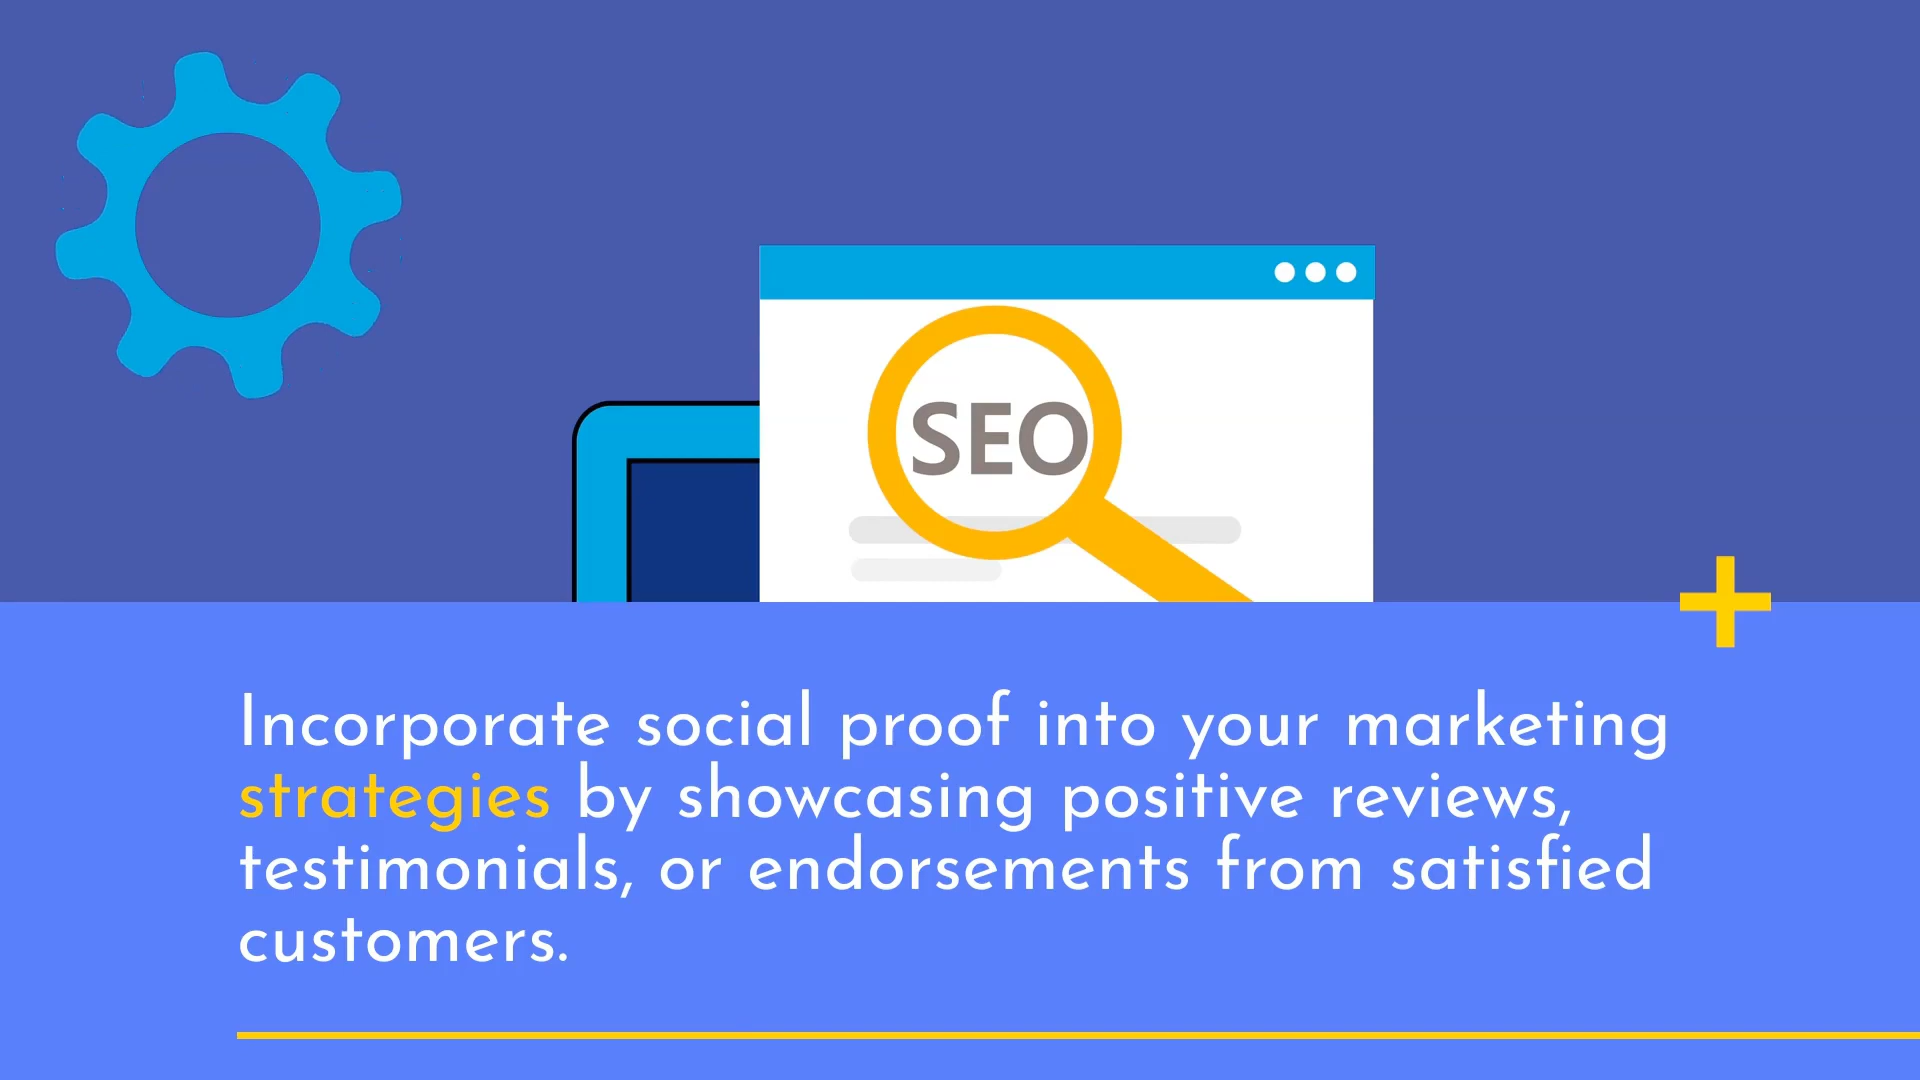 SEO
Incorporate social proof into your marketing
strategies by showcasing positive reviews,
testimonials, or endorsements from satisfied
customers.